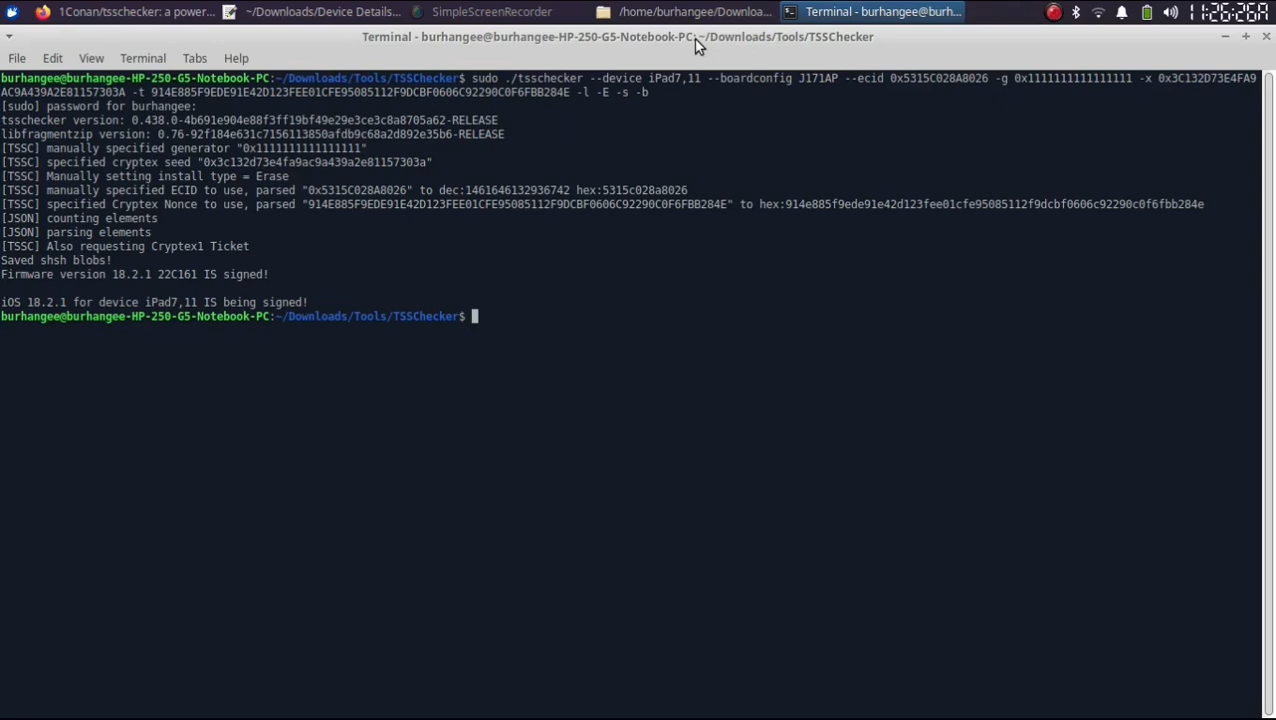 1Conan/tsschecker: a power...
~/Downloads/Device Details...
SimpleScreenRecorder
/home/burhangee/Downloa...
Terminal - burhangee@burh...
11:26:26A
Terminal - burhangee@burhangee-HP-250-G5-Notebook-PC:~/Downloads/Tools/TSSChecker
File Edit View Terminal Tabs Help
burhangee@burhangee-HP-250-G5-Notebook-PC:~/Downloads/Tools/TSSChecker$ sudo ./tsschecker --device iPad7,11 --boardconfig J171AP --ecid 0x5315C028A8026 -g 0x1111111111111111 -x 0x3C132D73E4FA9
AC9A439A2E81157303A -t 914E885F9EDE91E42D123FEE01CFE95085112F9DCBF0606C92290C0F6FBB284E -l -E -s -b
[sudo] password for burhangee:
tsschecker version: 0.438.0-4b691e904e88f3ff19bf49e29e3ce3c8a8705a62-RELEASE
libfragmentzip version: 0.76-92f184e631c7156113850afdb9c68a2d892e35b6-RELEASE
[TSSC] manually specified generator "0x1111111111111111"
[TSSC] specified cryptex seed "0x3c132d73e4fa9ac9a439a2e81157303a"
[TSSC] Manually setting install type = Erase
[TSSC] manually specified ECID to use, parsed "0x5315C028A8026" to dec:1461646132936742 hex:5315c028a8026
[TSSC] specified Cryptex Nonce to use, parsed "914E885F9EDE91E42D123FEE01CFE95085112F9DCBF0606C92290C0F6FBB284E" to hex:914e885f9ede91e42d123fee01cfe95085112f9dcbf0606c92290c0f6fbb284e
[JSON] counting elements
[JSON] parsing elements
[TSSC] Also requesting Cryptex1 Ticket
Saved shsh blobs!
Firmware version 18.2.1 22C161 IS signed!
iOS 18.2.1 for device iPad7,11 IS being signed!
burhangee@burhangee-HP-250-G5-Notebook-PC:~/Downloads/Tools/TSSChecker$